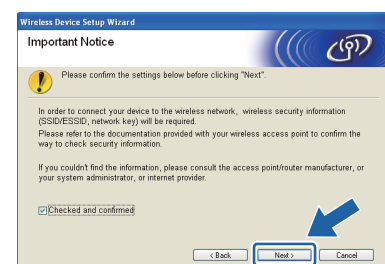 Wireless Device Setup Wizard
Important Notice
Please confirm the settings below before clicking "Next".
In order to connect your device to the wireless network, wireless security information
(SSID/ESSID, network key) will be required.
Please refer to the documentation provided with your wireless access point to confirm the
way to check security information.
If you couldn't find the information, please consult the access point/router manufacturer, or
your system administrator, or internet provider.
Checked and confirmed
< Back
Next >
Cancel